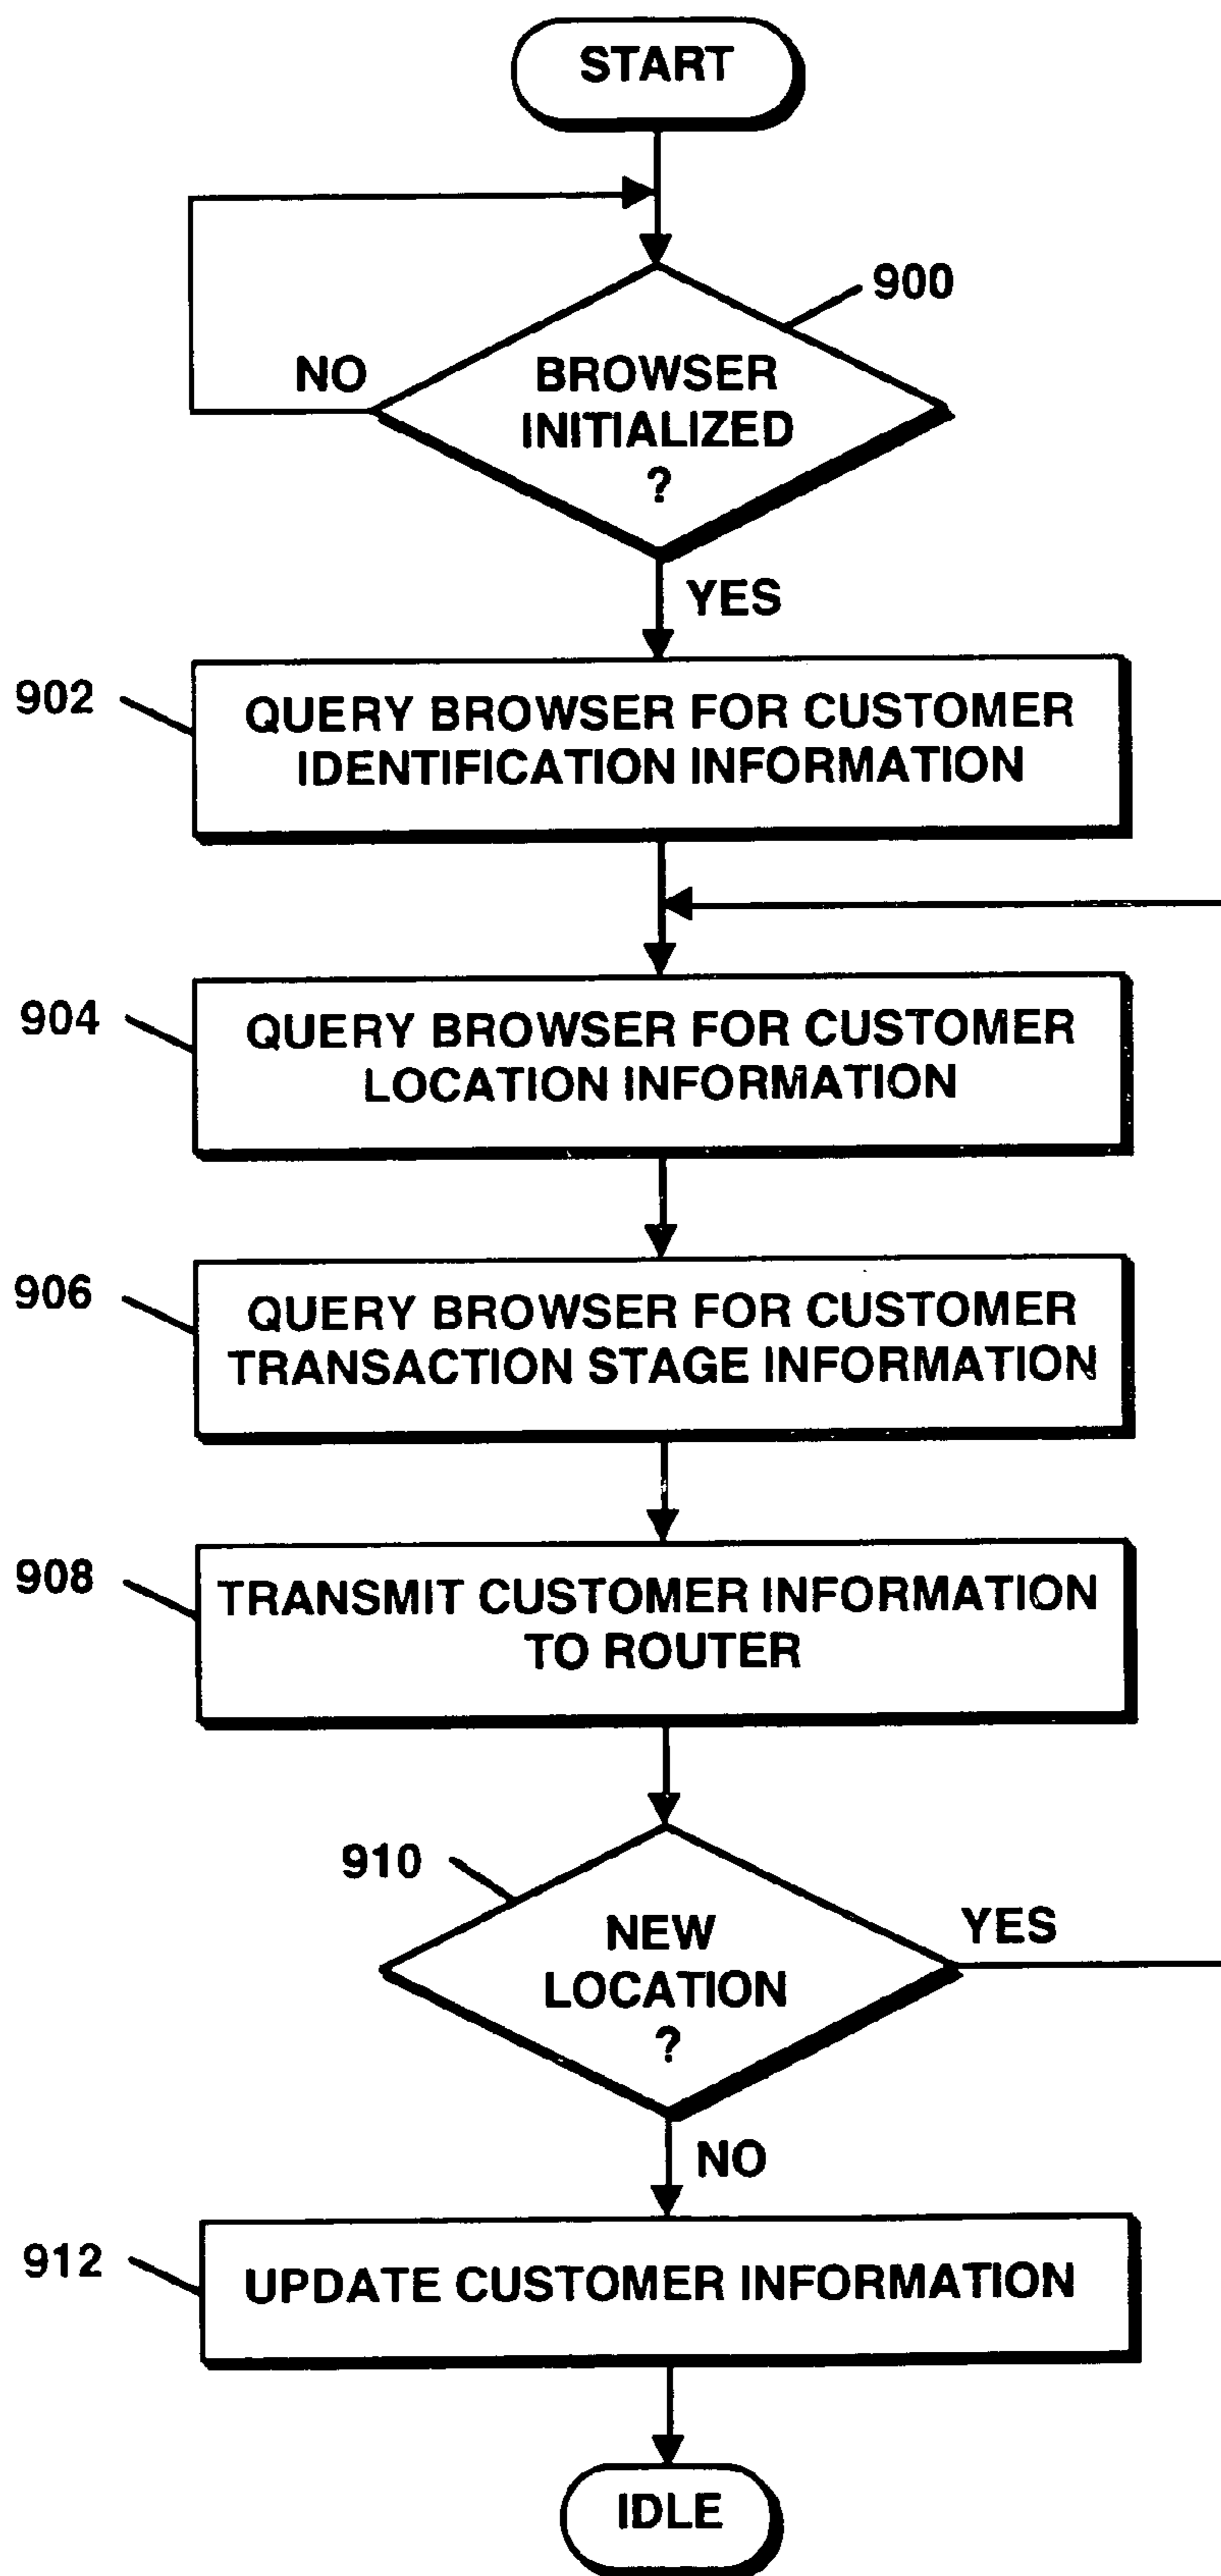 START
900
NO
BROWSER
INITIALIZED
?
YES
902
QUERY BROWSER FOR CUSTOMER
IDENTIFICATION INFORMATION
904
QUERY BROWSER FOR CUSTOMER
LOCATION INFORMATION
906
QUERY BROWSER FOR CUSTOMER
TRANSACTION STAGE INFORMATION
908
TRANSMIT CUSTOMER INFORMATION
TO ROUTER
910
NEW
LOCATION
?
YES
NO
912
UPDATE CUSTOMER INFORMATION
IDLE